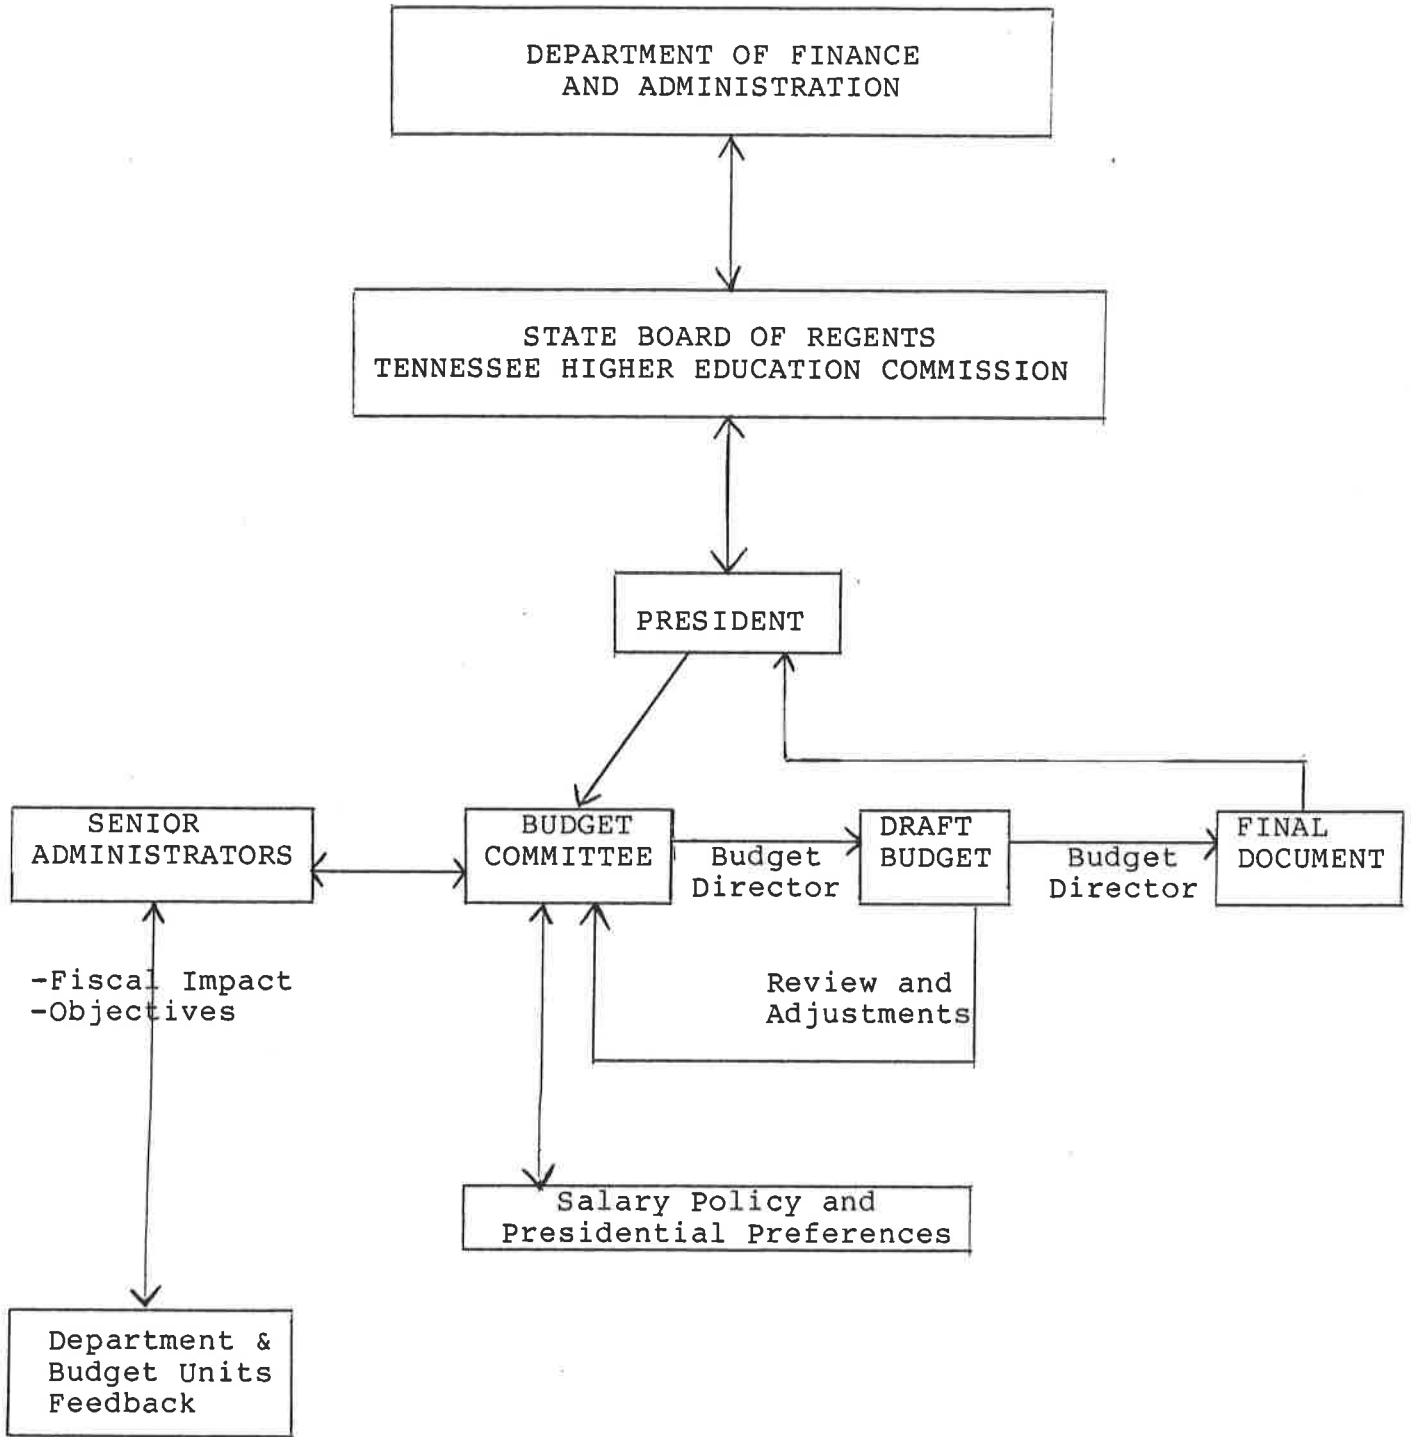 DEPARTMENT OF FINANCE
AND ADMINISTRATION
STATE BOARD OF REGENTS
TENNESSEE HIGHER EDUCATION COMMISSION
PRESIDENT
SENIOR
ADMINISTRATORS
BUDGET
COMMITTEE
Budget
Director
DRAFT
BUDGET
Budget
Director
FINAL
DOCUMENT
-Fiscal Impact
-Objectives
Review and
Adjustments
Salary Policy and
Presidential Preferences
Department &
Budget Units
Feedback